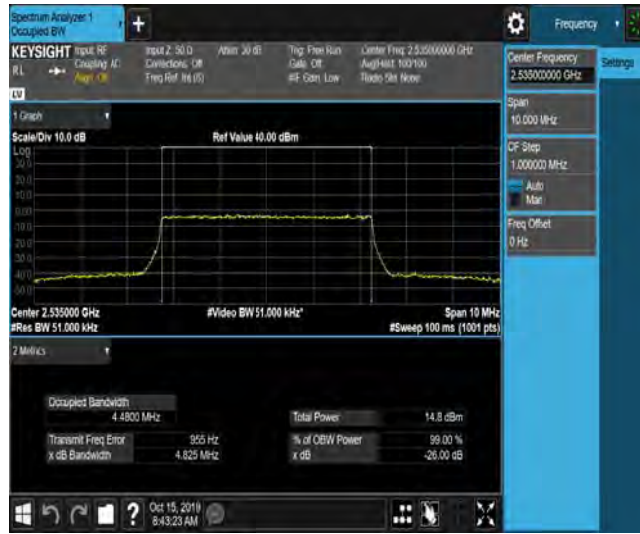 Spectrum Analyzer 1
Occupied BW
+
Frequency
KEYSIGHT Input: RF
RL
Coupling: AC
Align: Off
Input Z: 50 Ω
Corrections: Off
Freq Ref: Int (S)
Atten: 30 dB
Trig: Free Run
Gate: Off
#IF Gain: Low
Center Freq: 2.535000000 GHz
Avg|Hold: 100/100
Radio Std: None
LV
Center Frequency
2.535000000 GHz
Settings
Span
10.000 MHz
CF Step
1.000000 MHz
Auto
Man
Freq Offset
0 Hz
1 Graph
Scale/Div 10.0 dB
Ref Value 40.00 dBm
Log
30.0
20.0
10.0
0.00
-10.0
-20.0
-30.0
-40.0
-50.0
Center 2.535000 GHz
#Video BW 51.000 kHz*
Span 10 MHz
#Res BW 51.000 kHz
#Sweep 100 ms (1001 pts)
2 Metrics
Occupied Bandwidth
4.4800 MHz
Total Power
14.8 dBm
Transmit Freq Error
955 Hz
% of OBW Power
99.00 %
x dB Bandwidth
4.825 MHz
x dB
-26.00 dB
?
Oct 15, 2019
8:43:23 AM